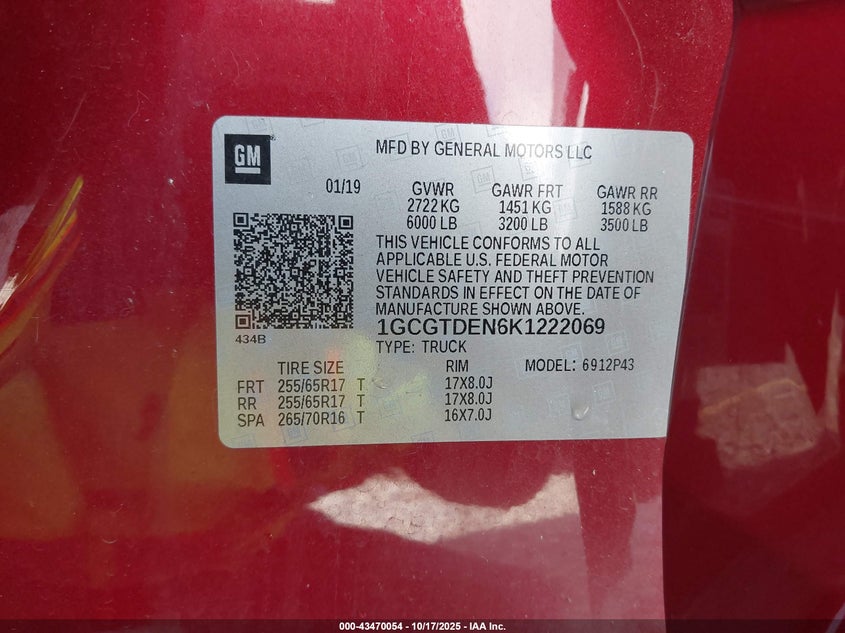 GM
MFD BY GENERAL MOTORS LLC
01/19 GVWR GAWR FRT GAWR RR
2722 KG 1451 KG 1588 KG
6000 LB 3200 LB 3500 LB
THIS VEHICLE CONFORMS TO ALL
APPLICABLE U.S. FEDERAL MOTOR
VEHICLE SAFETY AND THEFT PREVENTION
STANDARDS IN EFFECT ON THE DATE OF
MANUFACTURE SHOWN ABOVE.
1GCGTDEN6K1222069
434B
TYPE: TRUCK MODEL: 6912P43
TIRE SIZE RIM
FRT 255/65R17 T 17X8.0J
RR 255/65R17 T 17X8.0J
SPA 265/70R16 T 16X7.0J
000-43470054 - 10/17/2025 - IAA Inc.